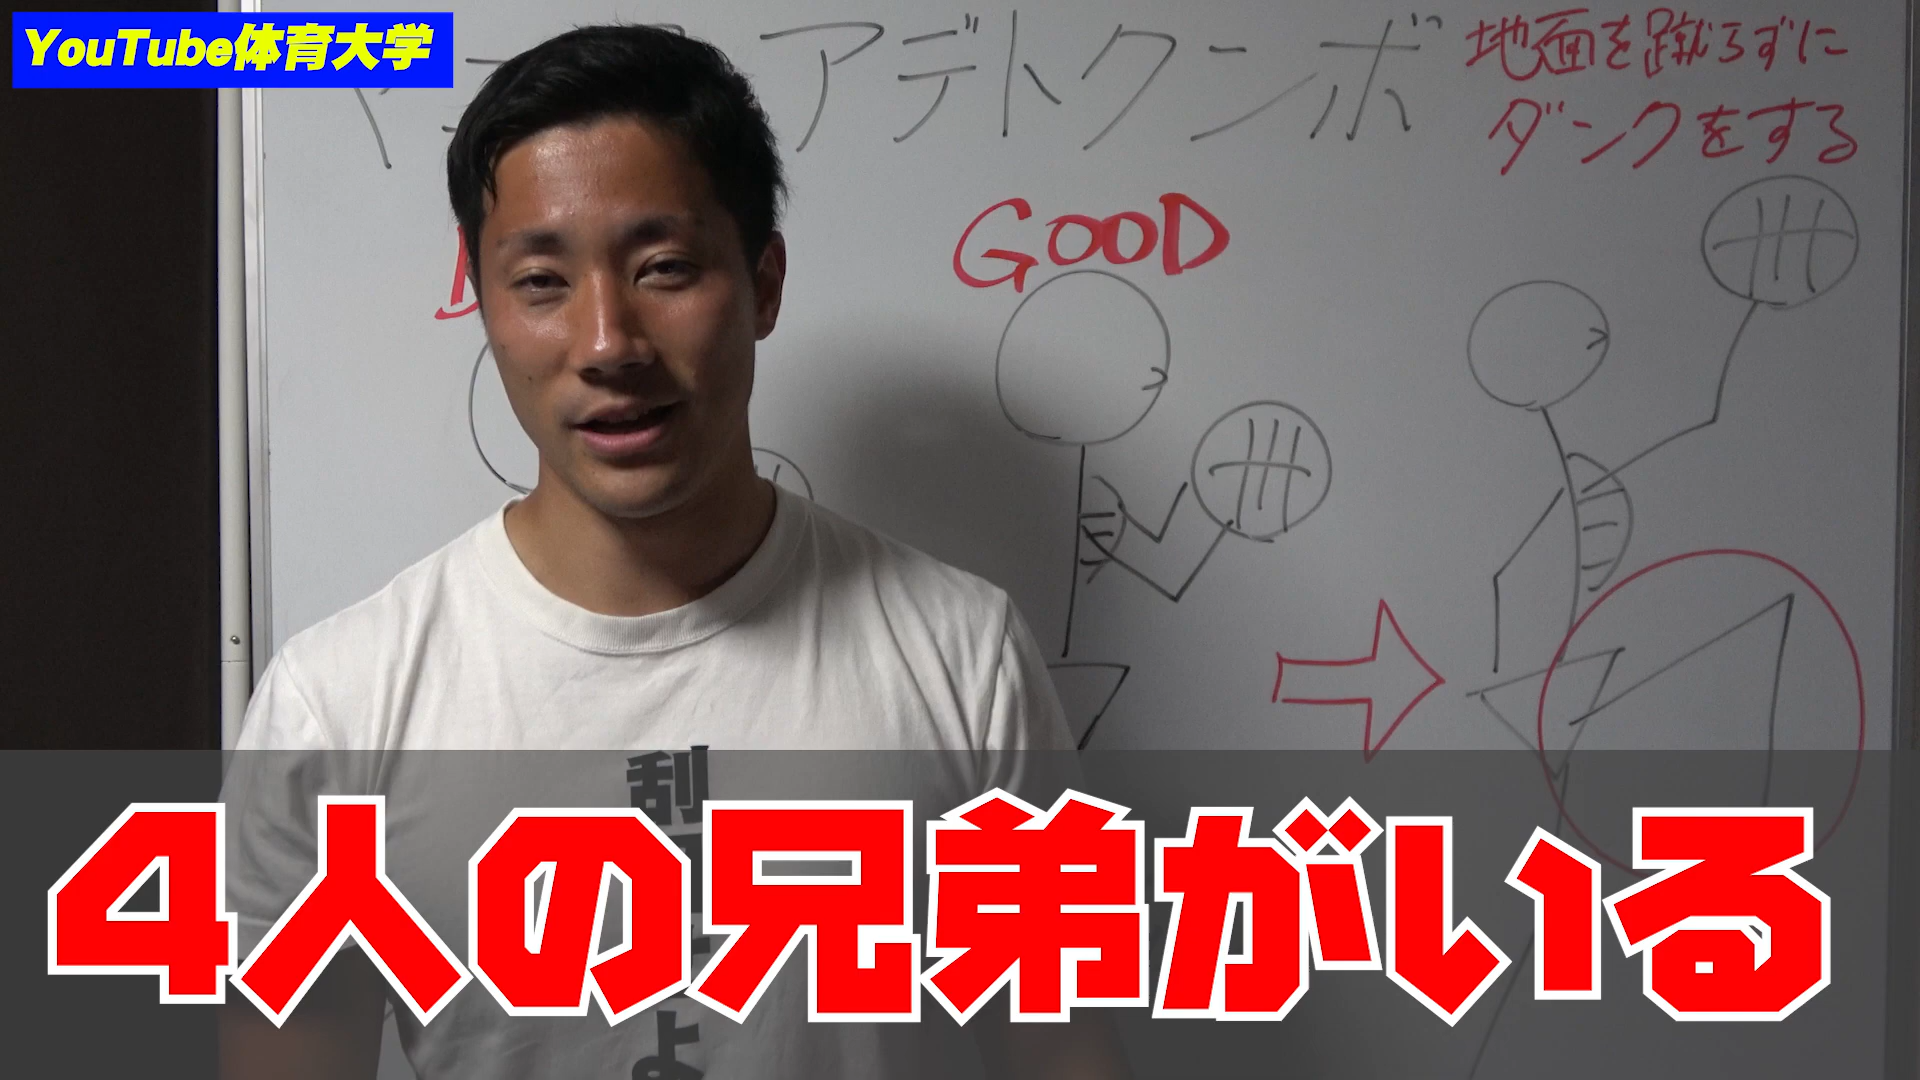 YouTube体育大学
アデトクンボ
地面を蹴らずに
ダンクをする
GOOD
4人の兄弟がいる